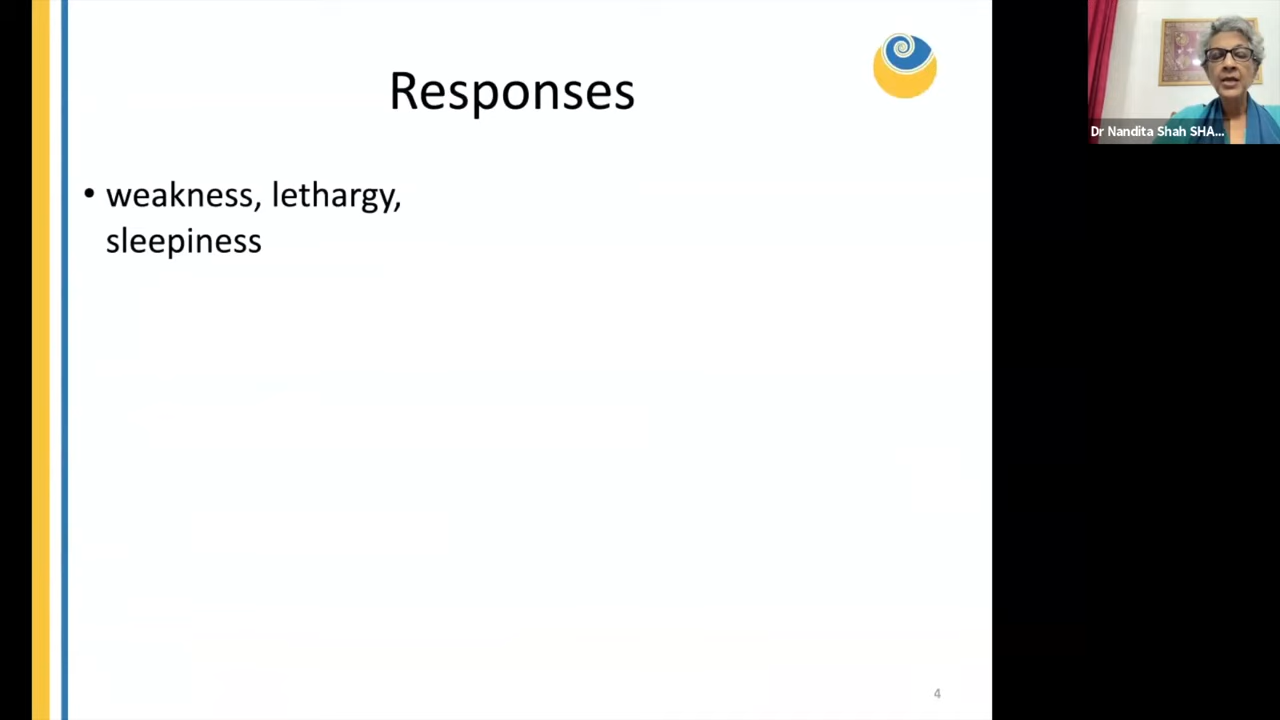 Responses
• weakness, lethargy,
sleepiness
4
Dr Nandita Shah SHA...